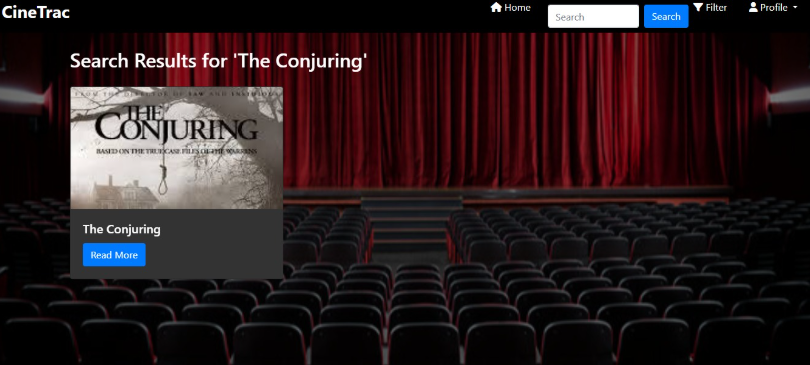 CineTrac
Home
Search
Search
Filter
Profile
Search Results for 'The Conjuring'
FROM THE DIRECTOR OF SAW AND INSIDIOUS
THE
CONJURING
BASED ON THE TRUE CASE FILES OF THE WARRENS
The Conjuring
Read More